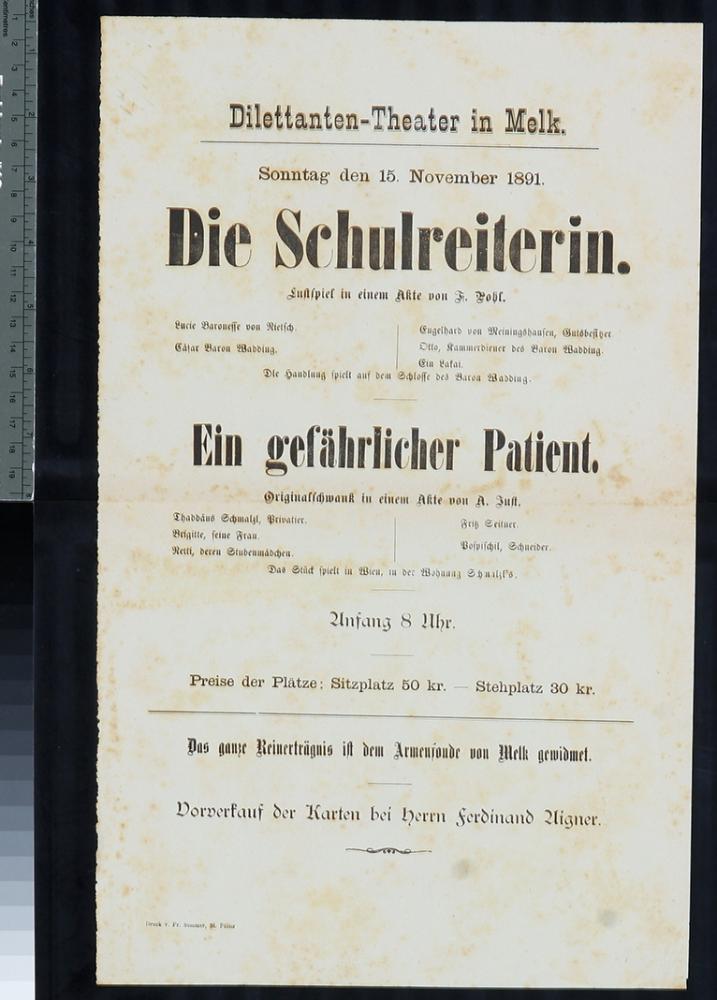 Dilettanten-Theater in Melk.
Sonntag den 15. November 1891.
Die Schulreiterin.
Lustspiel in einem Akte von F. Pohl.
Lucie Baronesse von Rietsch.
Cäsar Baron Wadding.
Engelhard von Meiningshausen, Gutsbesitzer.
Otto, Kammerdiener des Baron Wadding.
Ein Lakai.
Die Handlung spielt auf dem Schlosse des Baron Wadding.
Ein gefährlicher Patient.
Originalschwank in einem Akte von A. Just.
Thaddäus Schmalzl, Privatier.
Brigitte, seine Frau.
Netti, deren Stubenmädchen.
Fritz Seitner.
Pospischil, Schneider.
Das Stück spielt in Wien, in der Wohnung Schmalzl's.
Anfang 8 Uhr.
Preise der Plätze: Sitzplatz 50 kr. — Stehplatz 30 kr.
Das ganze Reinerträgnis ist dem Armenfonde von Melk gewidmet.
Vorverkauf der Karten bei Herrn Ferdinand Aigner.
Druck v. Fr. Sommer, St. Pölten